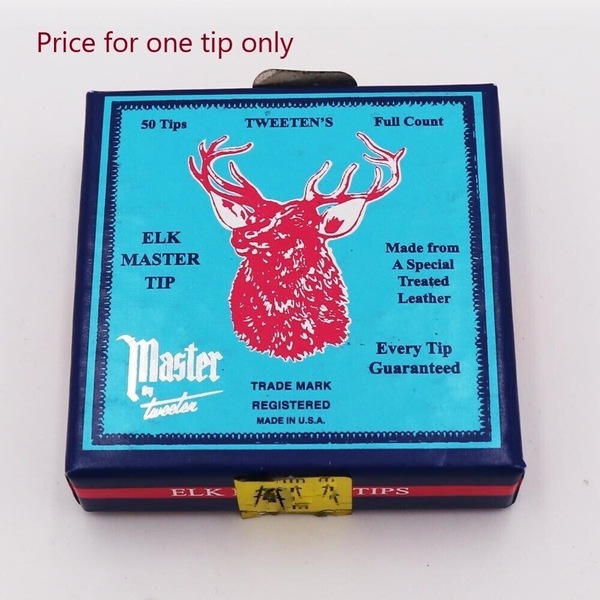 Price for one tip only
50 Tips TWEETEN'S Full Count
ELK
MASTER
TIP
Made from
A Special
Treated
Leather
Every Tip
Guaranteed
Master
by
tweeten
TRADE MARK
REGISTERED
MADE IN U.S.A.
ELK TIPS